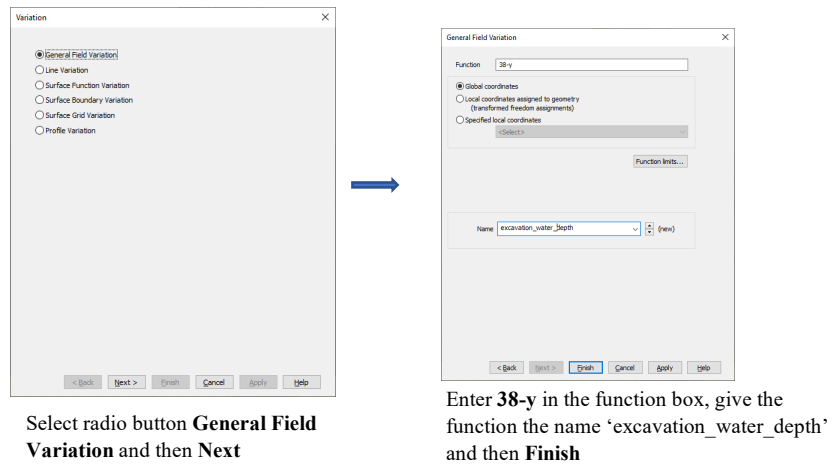 Variation
General Field Variation
Line Variation
Surface Function Variation
Surface Boundary Variation
Surface Grid Variation
Profile Variation
< Back Next > Finish Cancel Apply Help
Select radio button General Field
Variation and then Next
General Field Variation
Function 38-y
Global coordinates
Local coordinates assigned to geometry
(transformed freedom assignments)
Specified local coordinates
<Select>
Function limits...
Name excavation_water_depth (new)
< Back Next > Finish Cancel Apply Help
Enter 38-y in the function box, give the
function the name ‘excavation_water_depth’
and then Finish